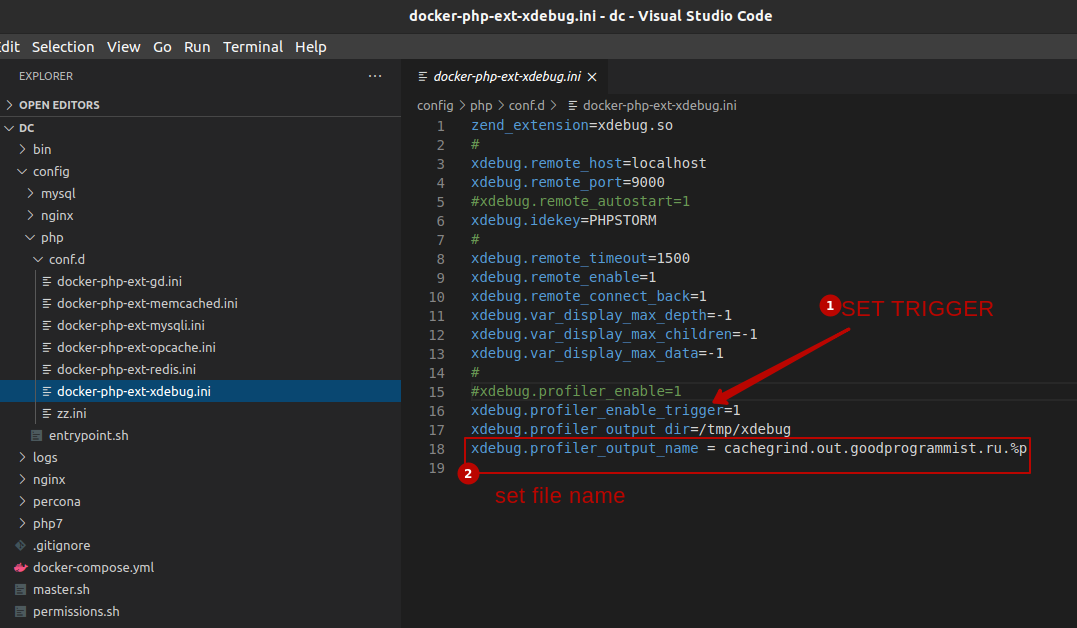 docker-php-ext-xdebug.ini - dc - Visual Studio Code
Edit Selection View Go Run Terminal Help
EXPLORER ...
OPEN EDITORS
DC
bin
config
mysql
nginx
php
conf.d
docker-php-ext-gd.ini
docker-php-ext-memcached.ini
docker-php-ext-mysqli.ini
docker-php-ext-opcache.ini
docker-php-ext-redis.ini
docker-php-ext-xdebug.ini
zz.ini
entrypoint.sh
logs
nginx
percona
php7
.gitignore
docker-compose.yml
master.sh
permissions.sh
docker-php-ext-xdebug.ini
config > php > conf.d > docker-php-ext-xdebug.ini
1 zend_extension=xdebug.so
2 #
3 xdebug.remote_host=localhost
4 xdebug.remote_port=9000
5 #xdebug.remote_autostart=1
6 xdebug.idekey=PHPSTORM
7 #
8 xdebug.remote_timeout=1500
9 xdebug.remote_enable=1
10 xdebug.remote_connect_back=1
11 xdebug.var_display_max_depth=-1
12 xdebug.var_display_max_children=-1
13 xdebug.var_display_max_data=-1
14 #
15 #xdebug.profiler_enable=1
16 xdebug.profiler_enable_trigger=1
17 xdebug.profiler_output_dir=/tmp/xdebug
18 xdebug.profiler_output_name = cachegrind.out.goodprogrammist.ru.%p
19
1 SET TRIGGER
2 set file name